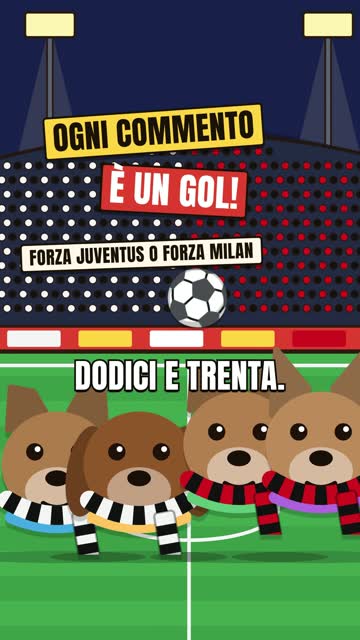 OGNI COMMENTO
È UN GOL!
FORZA JUVENTUS O FORZA MILAN
DODICI E TRENTA.